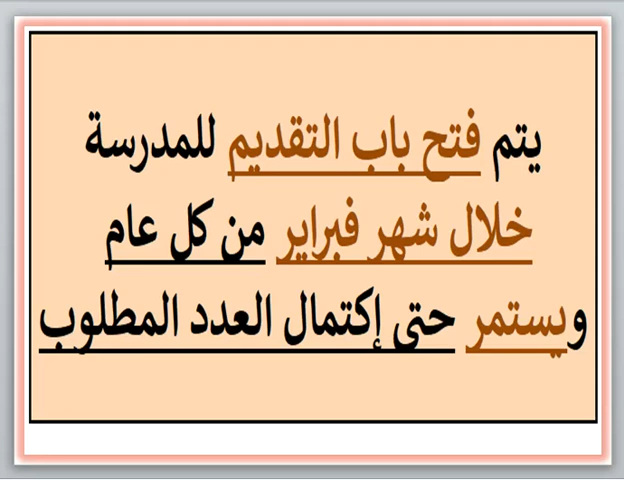 يتم فتح باب التقديم للمدرسة
خلال شهر فبراير من كل عام
ويستمر حتى إكتمال العدد المطلوب